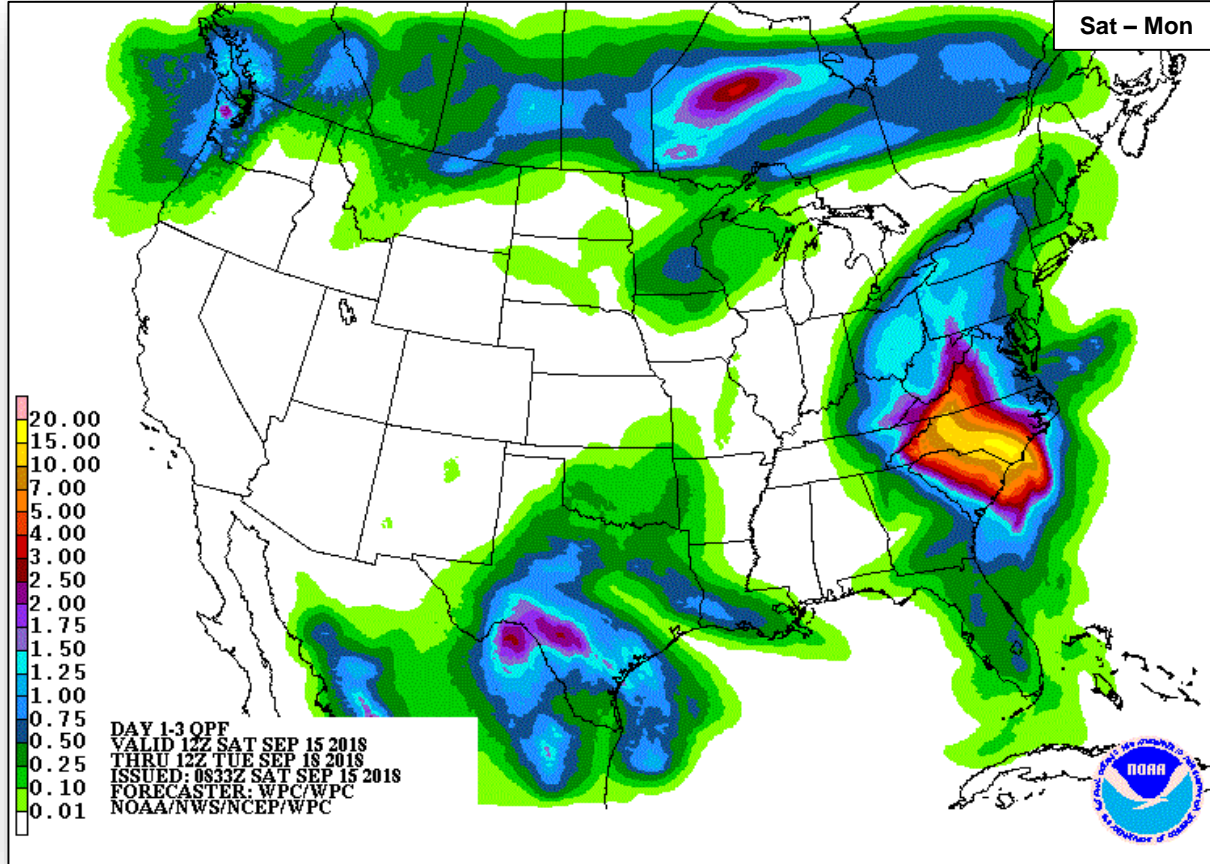 Sat – Mon
20.00
15.00
10.00
7.00
5.00
4.00
3.00
2.50
2.00
1.75
1.50
1.25
1.00
0.75
0.50
0.25
0.10
0.01
DAY 1-3 QPF
VALID 12Z SAT SEP 15 2018
THRU 12Z TUE SEP 18 2018
ISSUED: 0833Z SAT SEP 15 2018
FORECASTER: WPC/WPC
NOAA/NWS/NCEP/WPC
NOAA